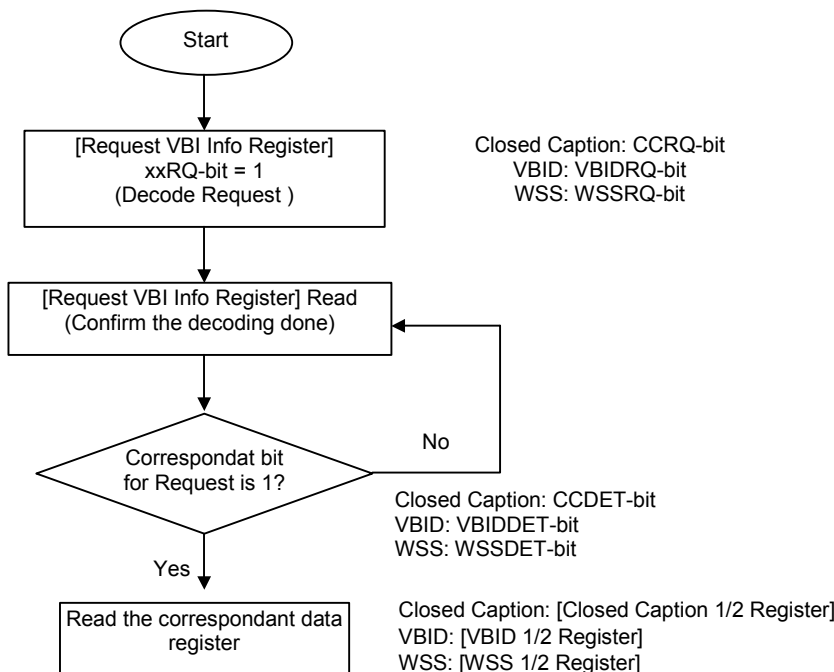 Start
[Request VBI Info Register]
xxRQ-bit = 1
(Decode Request )
Closed Caption: CCRQ-bit
VBID: VBIDRQ-bit
WSS: WSSRQ-bit
[Request VBI Info Register] Read
(Confirm the decoding done)
Correspondat bit
for Request is 1?
No
Closed Caption: CCDET-bit
VBID: VBIDDET-bit
WSS: WSSDET-bit
Yes
Read the correspondant data
register
Closed Caption: [Closed Caption 1/2 Register]
VBID: [VBID 1/2 Register]
WSS: [WSS 1/2 Register]